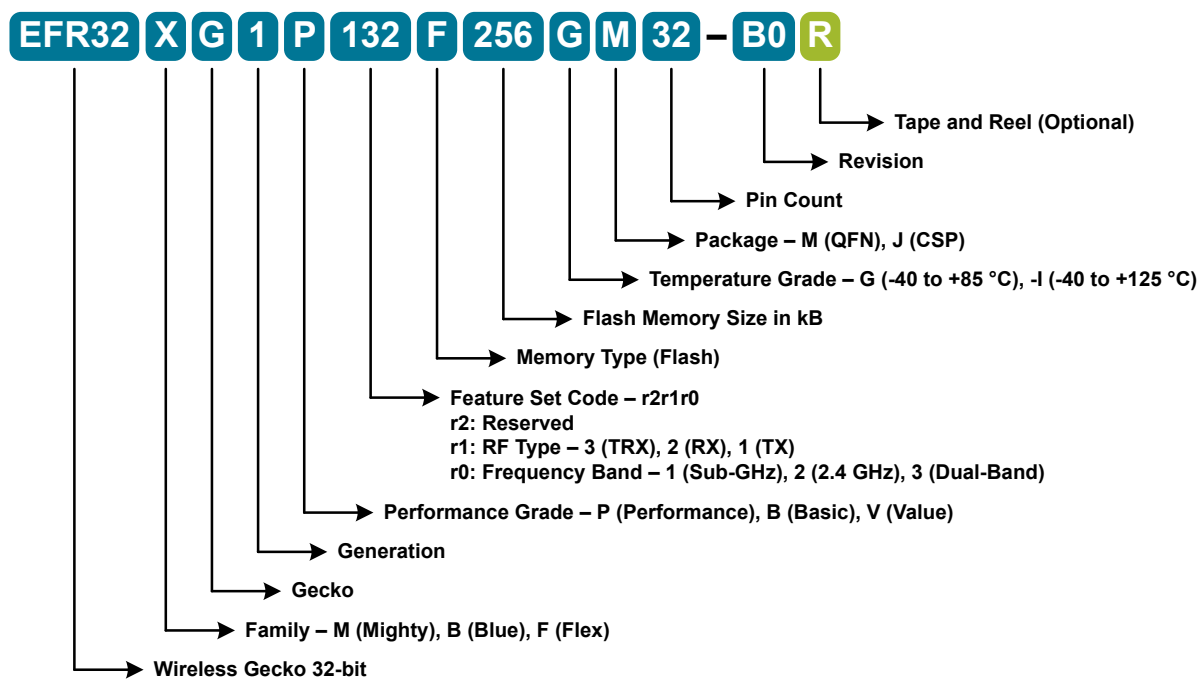 EFR32 X G 1 P 132 F 256 G M 32 – B0 R
Tape and Reel (Optional)
Revision
Pin Count
Package – M (QFN), J (CSP)
Temperature Grade – G (-40 to +85 °C), -I (-40 to +125 °C)
Flash Memory Size in kB
Memory Type (Flash)
Feature Set Code – r2r1r0
r2: Reserved
r1: RF Type – 3 (TRX), 2 (RX), 1 (TX)
r0: Frequency Band – 1 (Sub-GHz), 2 (2.4 GHz), 3 (Dual-Band)
Performance Grade – P (Performance), B (Basic), V (Value)
Generation
Gecko
Family – M (Mighty), B (Blue), F (Flex)
Wireless Gecko 32-bit